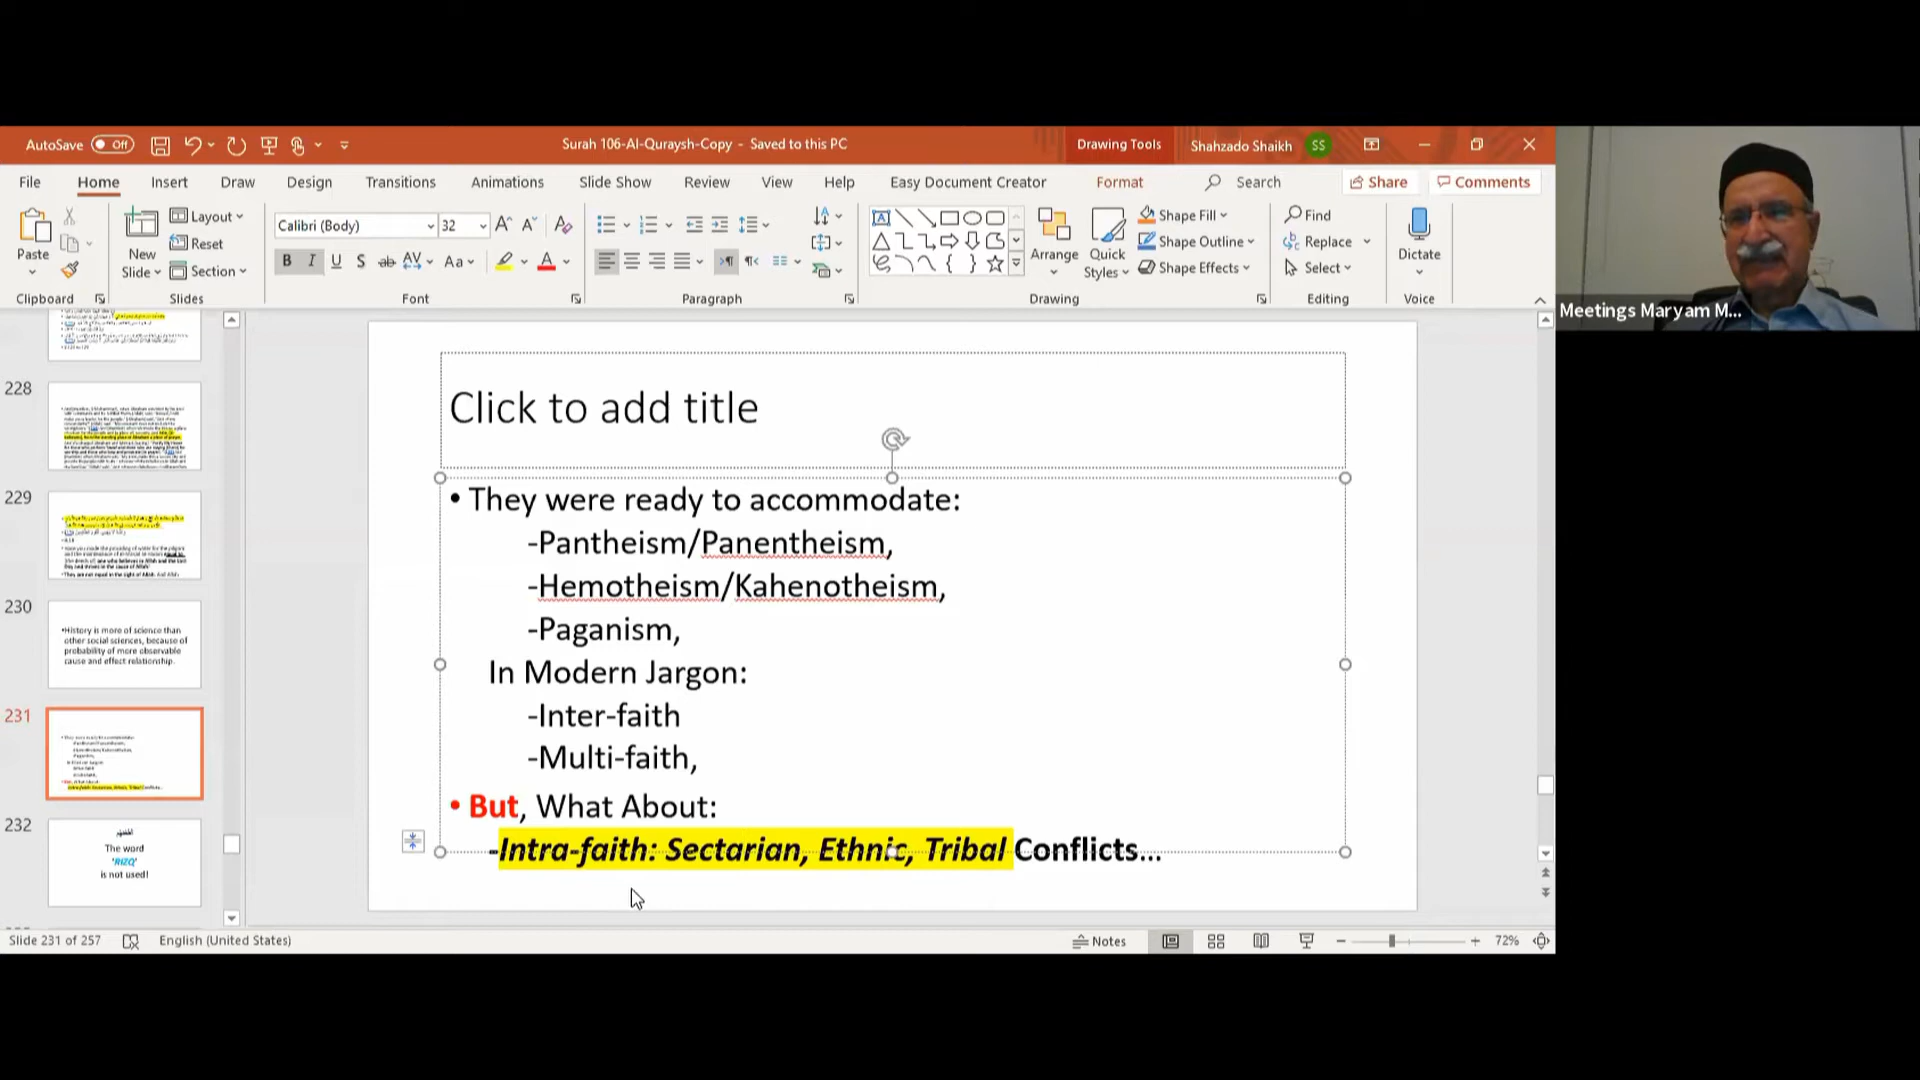 AutoSave Off
Surah 106-Al-Quraysh-Copy - Saved to this PC
Drawing Tools
Shahzado Shaikh SS
File Home Insert Draw Design Transitions Animations Slide Show Review View Help Easy Document Creator Format Search Share Comments
Paste
Clipboard
New
Slide
Layout
Reset
Section
Slides
Calibri (Body) 32
B I U S ab AV Aa A
Font
Paragraph
Arrange
Quick
Styles
Shape Fill
Shape Outline
Shape Effects
Drawing
Find
Replace
Select
Editing
Dictate
Voice
Meetings Maryam M...
228
229
230
•History is more of science than
other social sciences, because of
probability of more observable
cause and effect relationship.
231
232
The word
'RIZQ'
is not used!
Click to add title
• They were ready to accommodate:
-Pantheism/Panentheism,
-Hemotheism/Kahenotheism,
-Paganism,
In Modern Jargon:
-Inter-faith
-Multi-faith,
• But, What About:
-Intra-faith: Sectarian, Ethnic, Tribal Conflicts...
Slide 231 of 257
English (United States)
Notes
72%